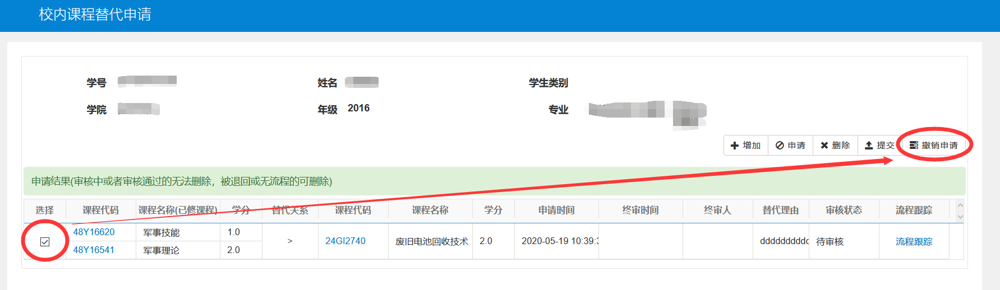 校内课程替代申请
学号 姓名 学生类别
学院 年级 2016 专业
增加 申请 删除 提交 撤销申请
申请结果(审核中或者审核通过的无法删除，被退回或无流程的可删除)
选择 课程代码 课程名称(已修课程) 学分 替代关系 课程代码 课程名称 学分 申请时间 终审时间 终审人 替代理由 审核状态 流程跟踪
48Y16620 军事技能 1.0
> 24GI2740 废旧电池回收技术 2.0 2020-05-19 10:39:3 dddddddddd 待审核 流程跟踪
48Y16541 军事理论 2.0